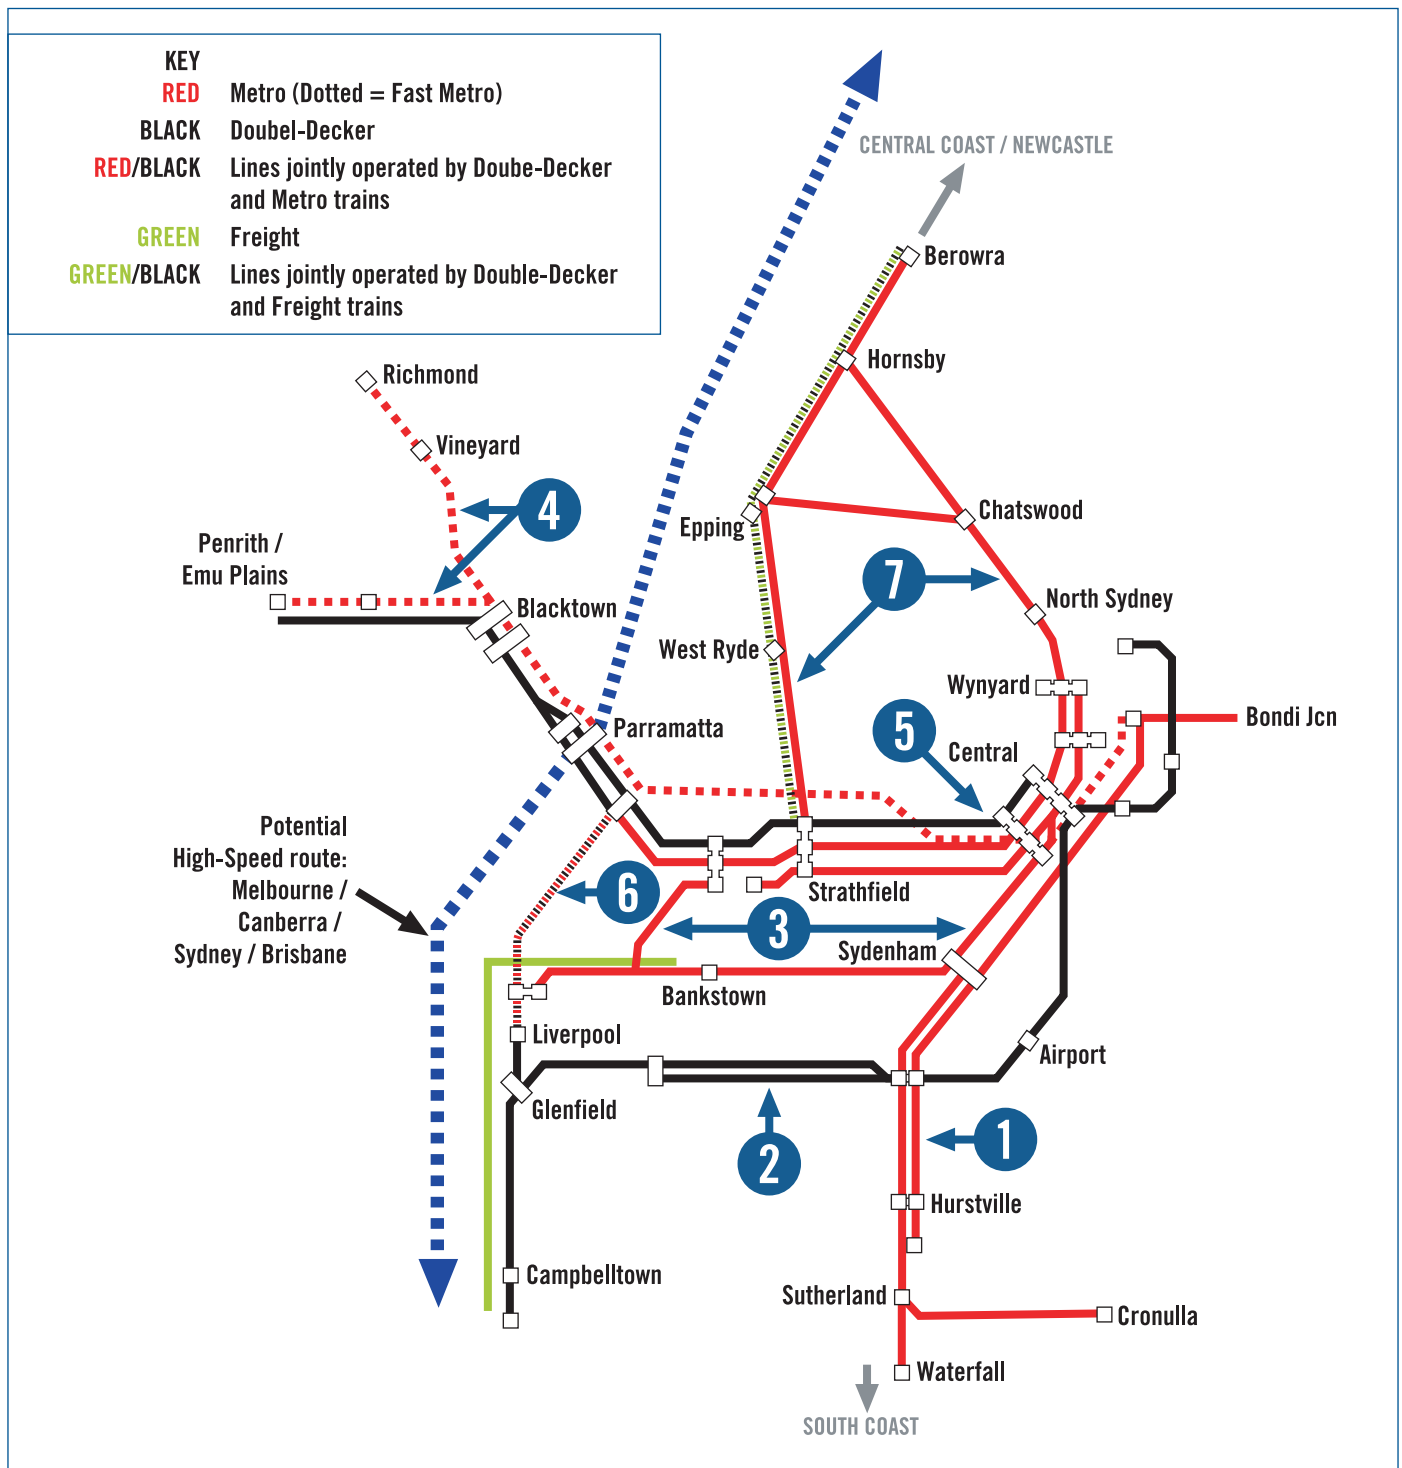 KEY
RED Metro (Dotted = Fast Metro)
BLACK Doubel-Decker
RED/BLACK Lines jointly operated by Doube-Decker
and Metro trains
GREEN Freight
GREEN/BLACK Lines jointly operated by Double-Decker
and Freight trains
CENTRAL COAST / NEWCASTLE
Berowra
Hornsby
Richmond
Vineyard
4
Epping
Chatswood
Penrith /
Emu Plains
7
Blacktown
North Sydney
West Ryde
Wynyard
Parramatta
5
Central
Bondi Jcn
Potential
High-Speed route:
Melbourne /
Canberra /
Sydney / Brisbane
6
Strathfield
3
Sydenham
Bankstown
Liverpool
Airport
Glenfield
2
1
Hurstville
Campbelltown
Sutherland
Cronulla
Waterfall
SOUTH COAST